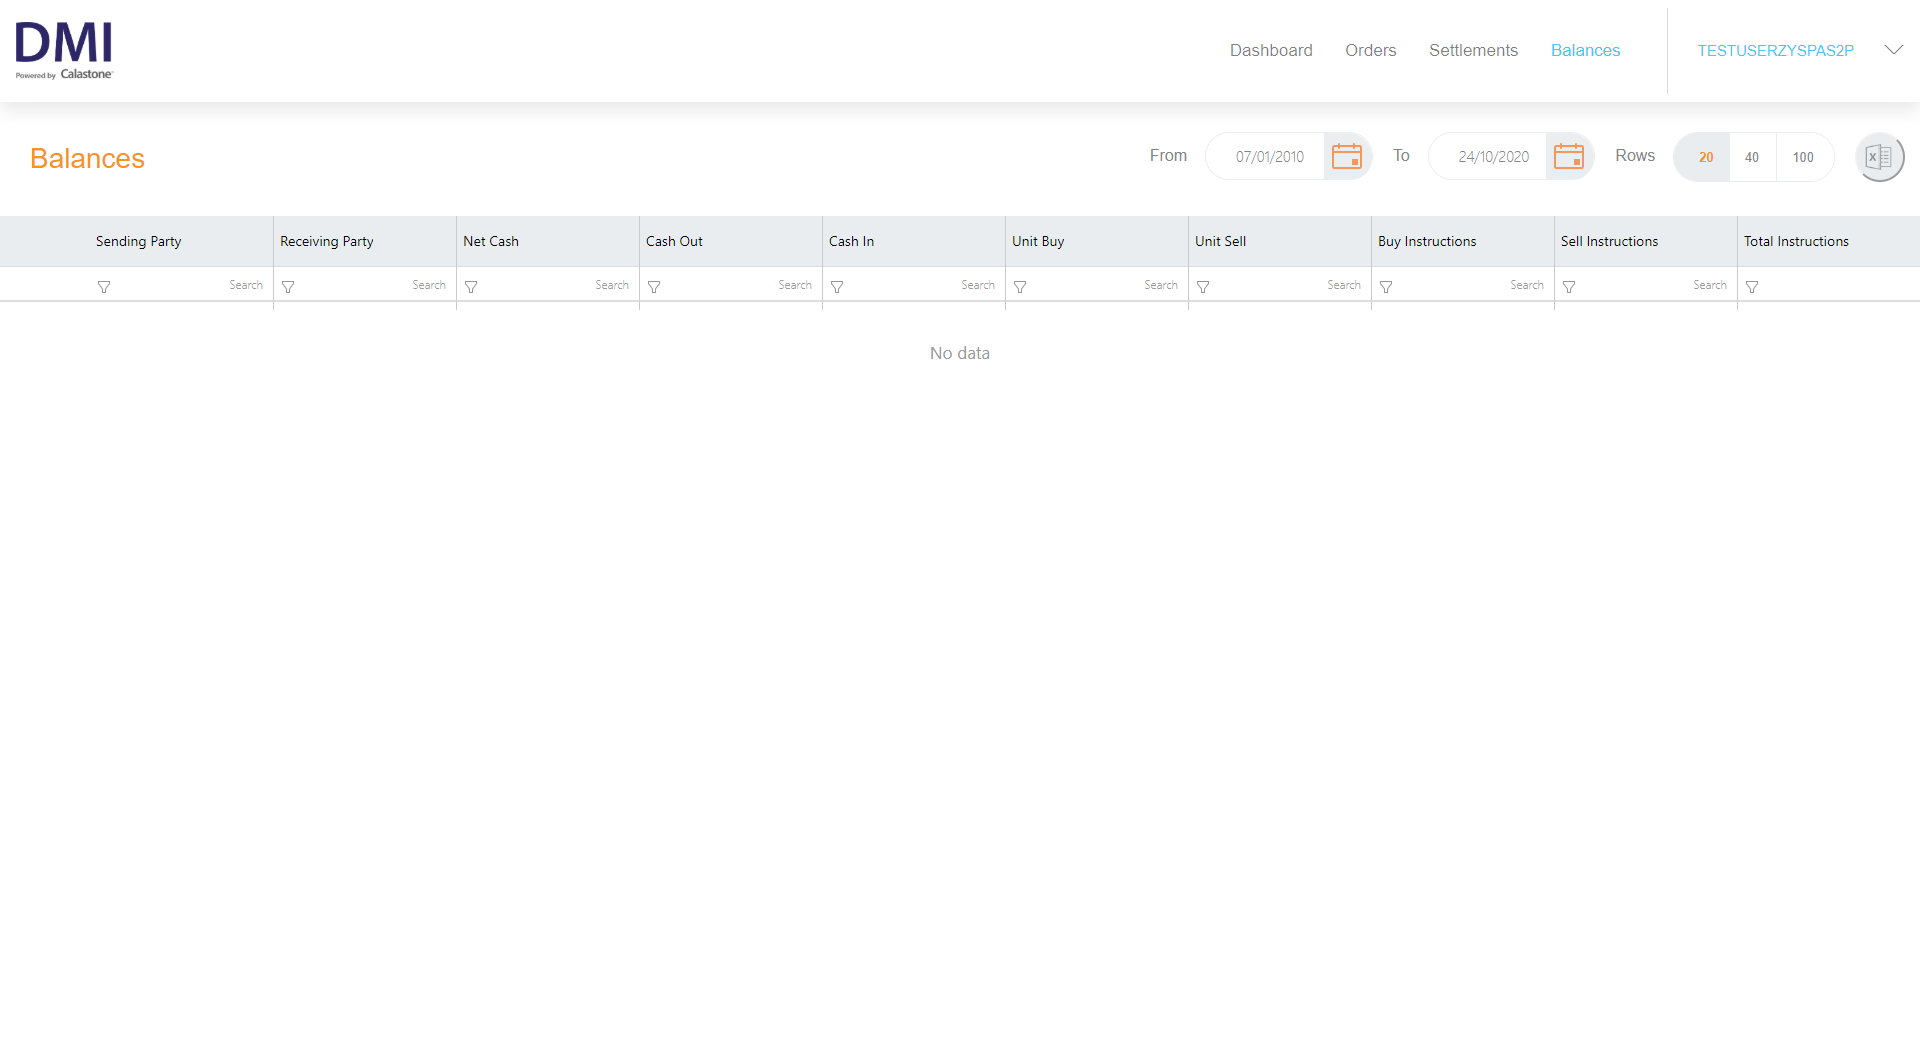 DMI
Powered by Calastone
Dashboard Orders Settlements Balances TESTUSERZYSPAS2P
Balances From 07/01/2010 To 24/10/2020 Rows 20 40 100 X
Sending Party Receiving Party Net Cash Cash Out Cash In Unit Buy Unit Sell Buy Instructions Sell Instructions Total Instructions
Search Search Search Search Search Search Search Search Search
No data